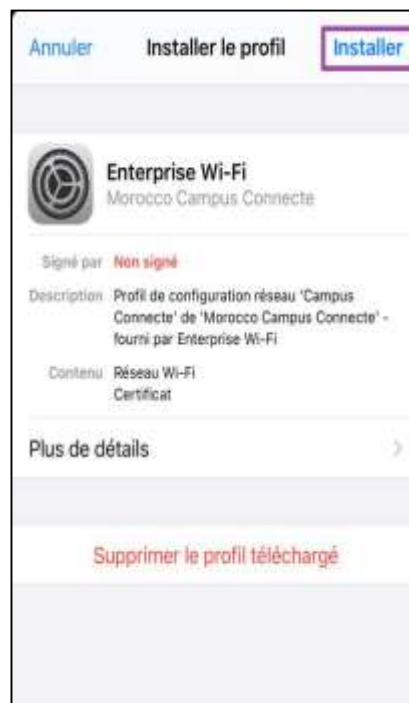 Annuler Installer le profil Installer
Enterprise Wi-Fi
Morocco Campus Connecte
Signé par Non signé
Description Profil de configuration réseau 'Campus
Connecte' de 'Morocco Campus Connecte' -
fourni par Enterprise Wi-Fi
Contenu Réseau Wi-Fi
Certificat
Plus de détails
Supprimer le profil téléchargé